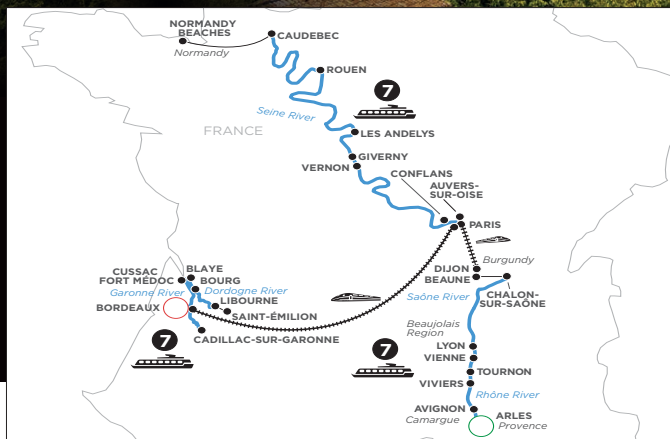 NORMANDY
BEACHES
Normandy
CAUDEBEC
ROUEN
7
Seine River
FRANCE
LES ANDELYS
GIVERNY
VERNON
CONFLANS
AUVERS-
SUR-OISE
PARIS
Burgundy
DIJON
BEAUNE
CHALON-
SUR-SAÔNE
Saône River
CUSSAC
FORT MÉDOC
BLAYE
BOURG
Garonne River
Dordogne River
LIBOURNE
BORDEAUX
SAINT-ÉMILION
CADILLAC-SUR-GARONNE
7
7
Beaujolais
Region
LYON
VIENNE
TOURNON
VIVIERS
Rhône River
AVIGNON
Camargue
ARLES
Provence